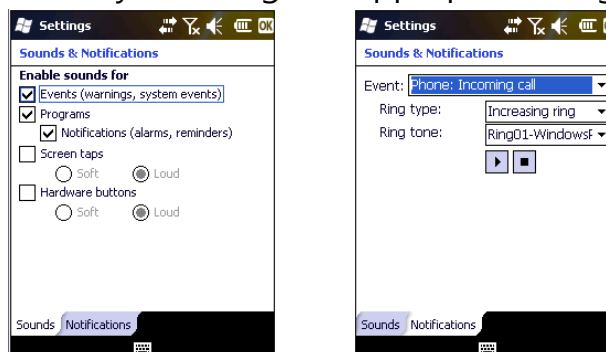 Settings
OK
Sounds & Notifications
Enable sounds for
Events (warnings, system events)
Programs
Notifications (alarms, reminders)
Screen taps
Soft Loud
Hardware buttons
Soft Loud
Sounds Notifications
Settings
Sounds & Notifications
Event: Phone: Incoming call
Ring type: Increasing ring
Ring tone: Ring01-WindowsF
Sounds Notifications